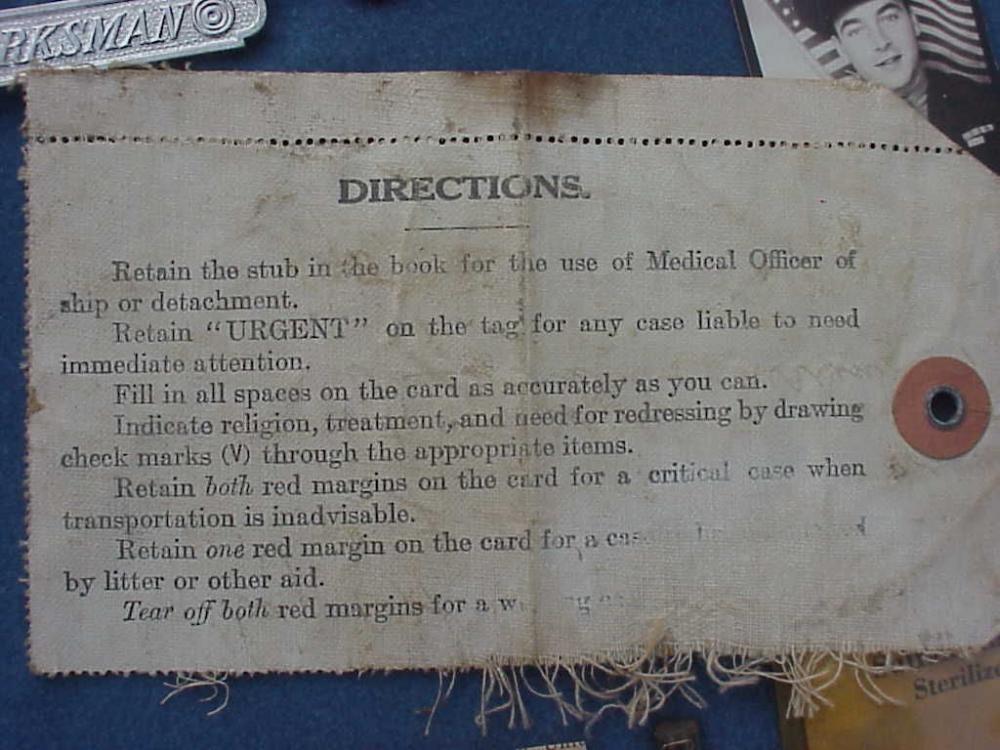 RKSMAN
DIRECTIONS.
Retain the stub in the book for the use of Medical Officer of
ship or detachment.
Retain "URGENT" on the tag for any case liable to need
immediate attention.
Fill in all spaces on the card as accurately as you can.
Indicate religion, treatment, and need for redressing by drawing
check marks (V) through the appropriate items.
Retain both red margins on the card for a critical case when
transportation is inadvisable.
Retain one red margin on the card for a case
by litter or other aid.
Tear off both red margins for a
Sterilize